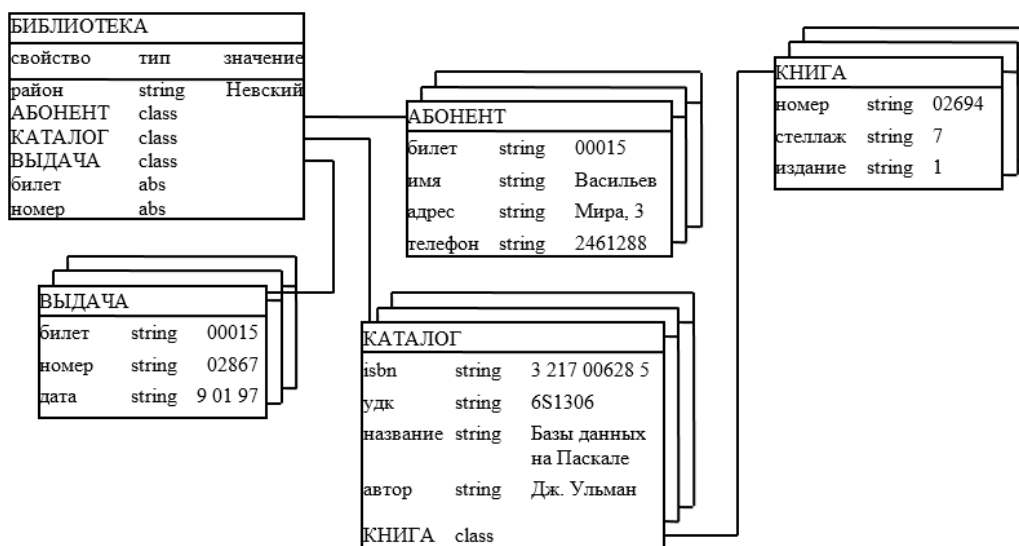 БИБЛИОТЕКА
свойство тип значение
район string Невский
АБОНЕНТ class
КАТАЛОГ class
ВЫДАЧА class
билет abs
номер abs
АБОНЕНТ
билет string 00015
имя string Васильев
адрес string Мира, 3
телефон string 2461288
КНИГА
номер string 02694
стеллаж string 7
издание string 1
ВЫДАЧА
билет string 00015
номер string 02867
дата string 9 01 97
КАТАЛОГ
isbn string 3 217 00628 5
удк string 6S1306
название string Базы данных
на Паскале
автор string Дж. Ульман
КНИГА class